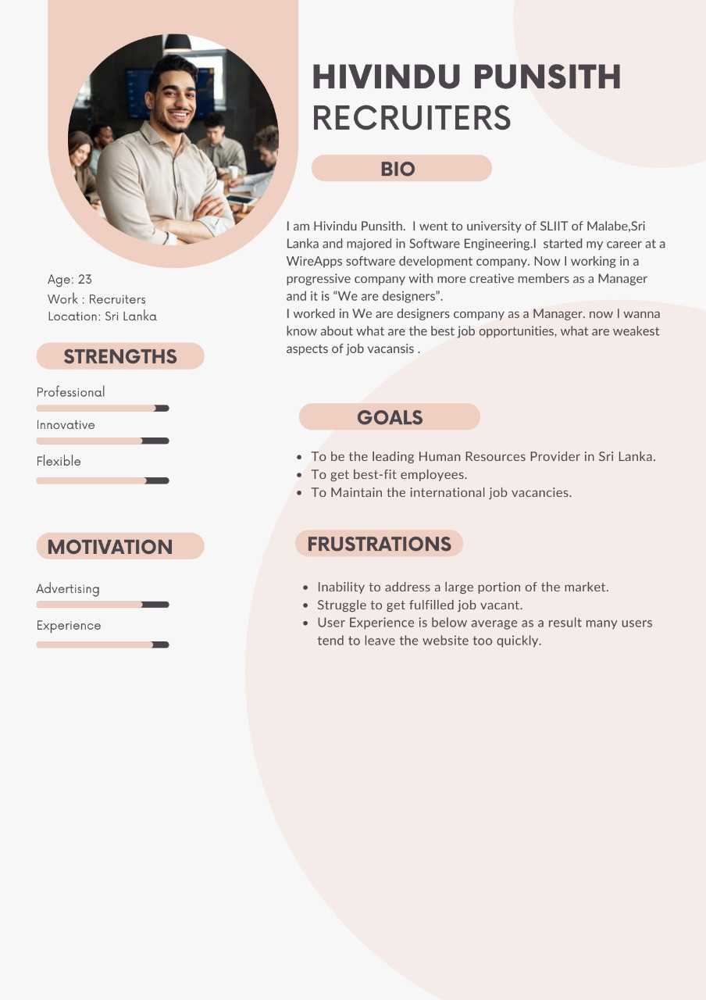 HIVINDU PUNSITH
RECRUITERS
BIO
I am Hivindu Punsith.  I went to university of SLIIT of Malabe,Sri
Lanka and majored in Software Engineering.I  started my career at a
WireApps software development company. Now I working in a
progressive company with more creative members as a Manager
and it is “We are designers”.
I worked in We are designers company as a Manager. now I wanna
know about what are the best job opportunities, what are weakest
aspects of job vacansis .
Age: 23
Work : Recruiters
Location: Sri Lanka
STRENGTHS
Professional
Innovative
Flexible
MOTIVATION
Advertising
Experience
GOALS
• To be the leading Human Resources Provider in Sri Lanka.
• To get best-fit employees.
• To Maintain the international job vacancies.
FRUSTRATIONS
• Inability to address a large portion of the market.
• Struggle to get fulfilled job vacant.
• User Experience is below average as a result many users
tend to leave the website too quickly.